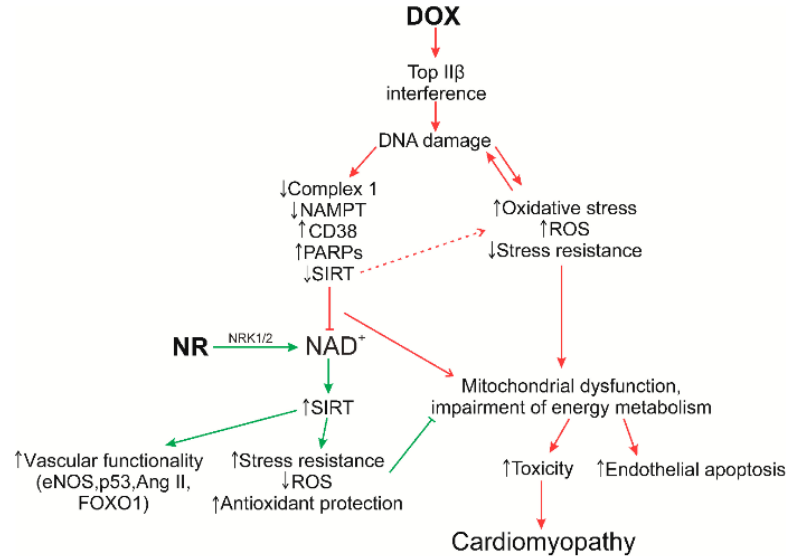 DOX
Top IIβ
interference
DNA damage
↓Complex 1
↓NAMPT
↑CD38
↑PARPs
↓SIRT
↑Oxidative stress
↑ROS
↓Stress resistance
NR
NRK1/2
NAD⁺
↑SIRT
Mitochondrial dysfunction,
impairment of energy metabolism
↑Vascular functionality
(eNOS,p53,Ang II,
FOXO1)
↑Stress resistance
↓ROS
↑Antioxidant protection
↑Toxicity
↑Endothelial apoptosis
Cardiomyopathy